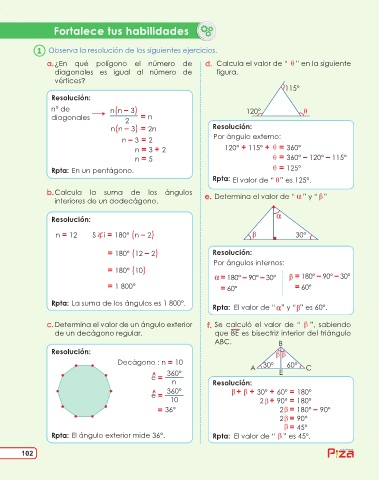 Fortalece tus habilidades
1 Observa la resolución de los siguientes ejercicios.
a. ¿En qué polígono el número de
diagonales es igual al número de
vértices?
Resolución:
n° de
diagonales → n(n − 3) / 2 = n
n(n − 3) = 2n
n − 3 = 2
n = 3 + 2
n = 5
Rpta: En un pentágono.
b. Calcula la suma de los ángulos
interiores de un dodecágono.
Resolución:
n = 12 S∢i = 180° (n − 2)
= 180° (12 − 2)
= 180° (10)
= 1 800°
Rpta: La suma de los ángulos es 1 800°.
c. Determina el valor de un ángulo exterior
de un decágono regular.
Resolución:
Decágono : n = 10
ê = 360° / n
ê = 360° / 10
= 36°
Rpta: El ángulo exterior mide 36°.
d. Calcula el valor de “ θ” en la siguiente
figura.
115°
120° θ
Resolución:
Por ángulo externo:
120° + 115° + θ = 360°
θ = 360° − 120° − 115°
θ = 125°
Rpta: El valor de “ θ” es 125°.
e. Determina el valor de “ α” y “β”
α
β 30°
Resolución:
Por ángulos internos:
α = 180° − 90° − 30° β = 180° − 90° − 30°
= 60° = 60°
Rpta: El valor de “α” y “β” es 60°.
f. Se calculó el valor de “ β”, sabiendo
que BE es bisectriz interior del triángulo
ABC.
B
β β
A 30° 60° C
E
Resolución:
β + β + 30° + 60° = 180°
2β + 90° = 180°
2β = 180° − 90°
2β = 90°
β = 45°
Rpta: El valor de “ β” es 45°.
102
Piza